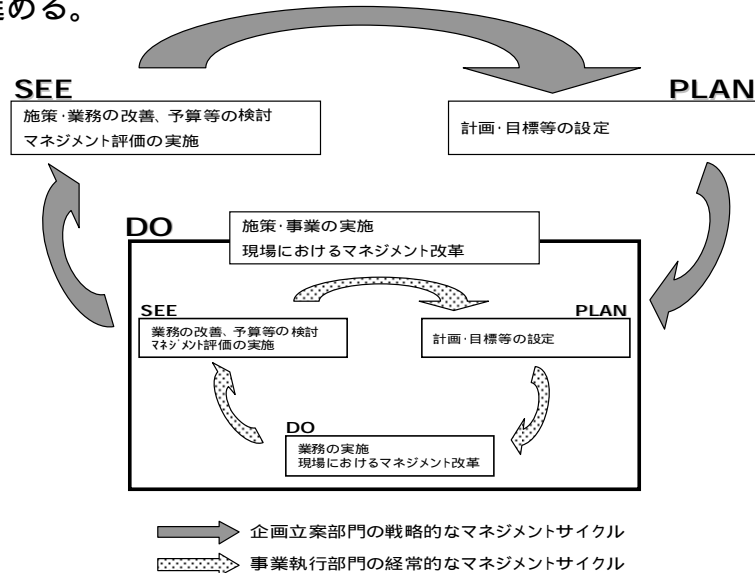 進める。
SEE
施策・業務の改善、予算等の検討
マネジメント評価の実施
PLAN
計画・目標等の設定
DO
施策・事業の実施
現場におけるマネジメント改革
SEE
業務の改善、予算等の検討
マネジメント評価の実施
PLAN
計画・目標等の設定
DO
業務の実施
現場におけるマネジメント改革
企画立案部門の戦略的なマネジメントサイクル
事業執行部門の経常的なマネジメントサイクル